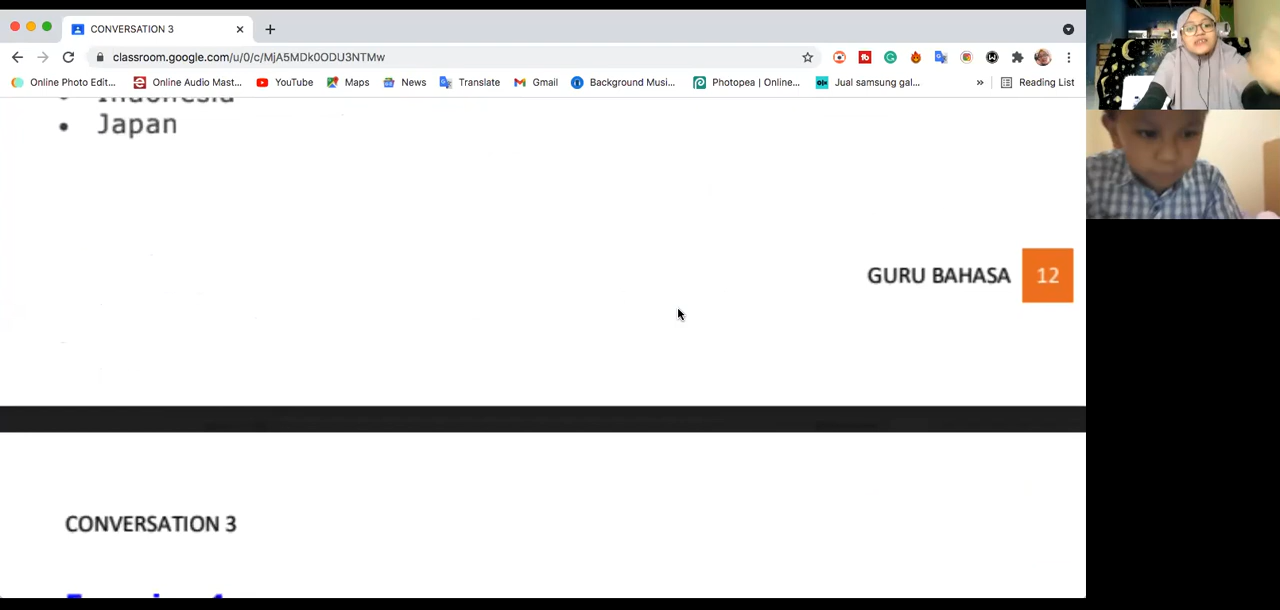 CONVERSATION 3
classroom.google.com/u/0/c/MjA5MDk0ODU3NTMw
Online Photo Edit... Online Audio Mast... YouTube Maps News Translate Gmail Background Musi... Photopea | Online... Jual samsung gal... » Reading List
• Indonesia
• Japan
GURU BAHASA 12
CONVERSATION 3